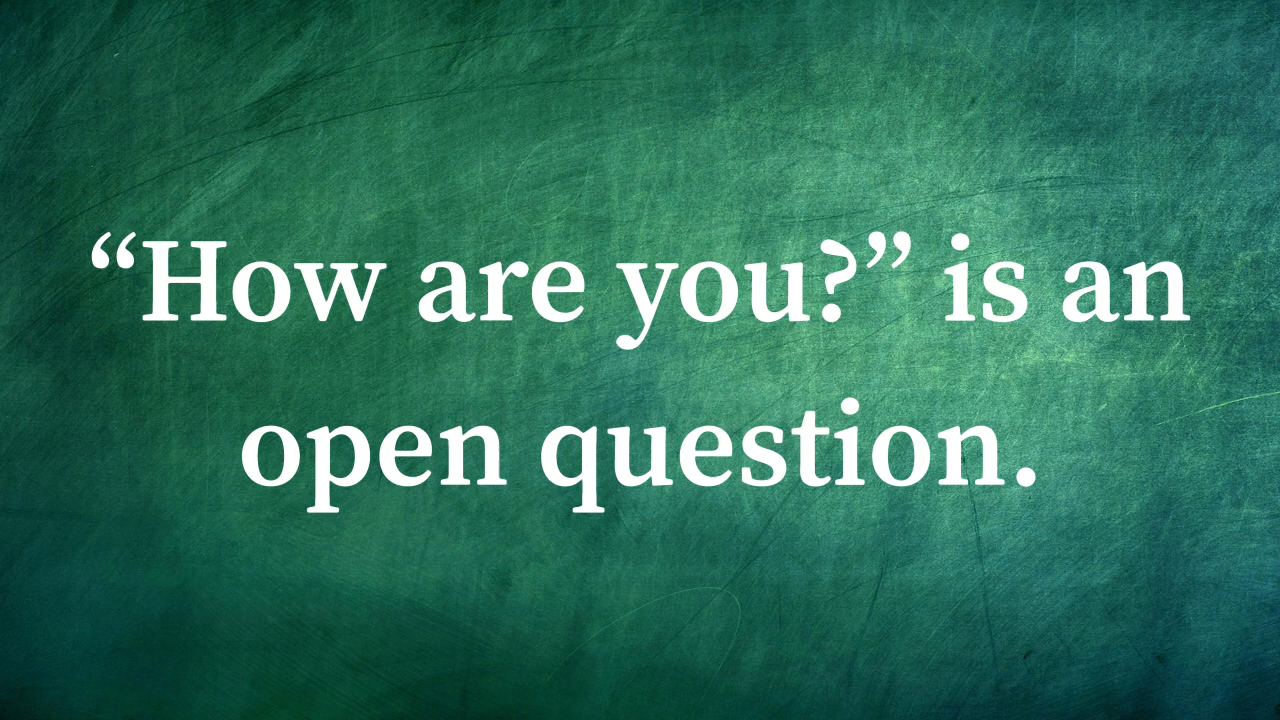 “How are you?” is an
open question.